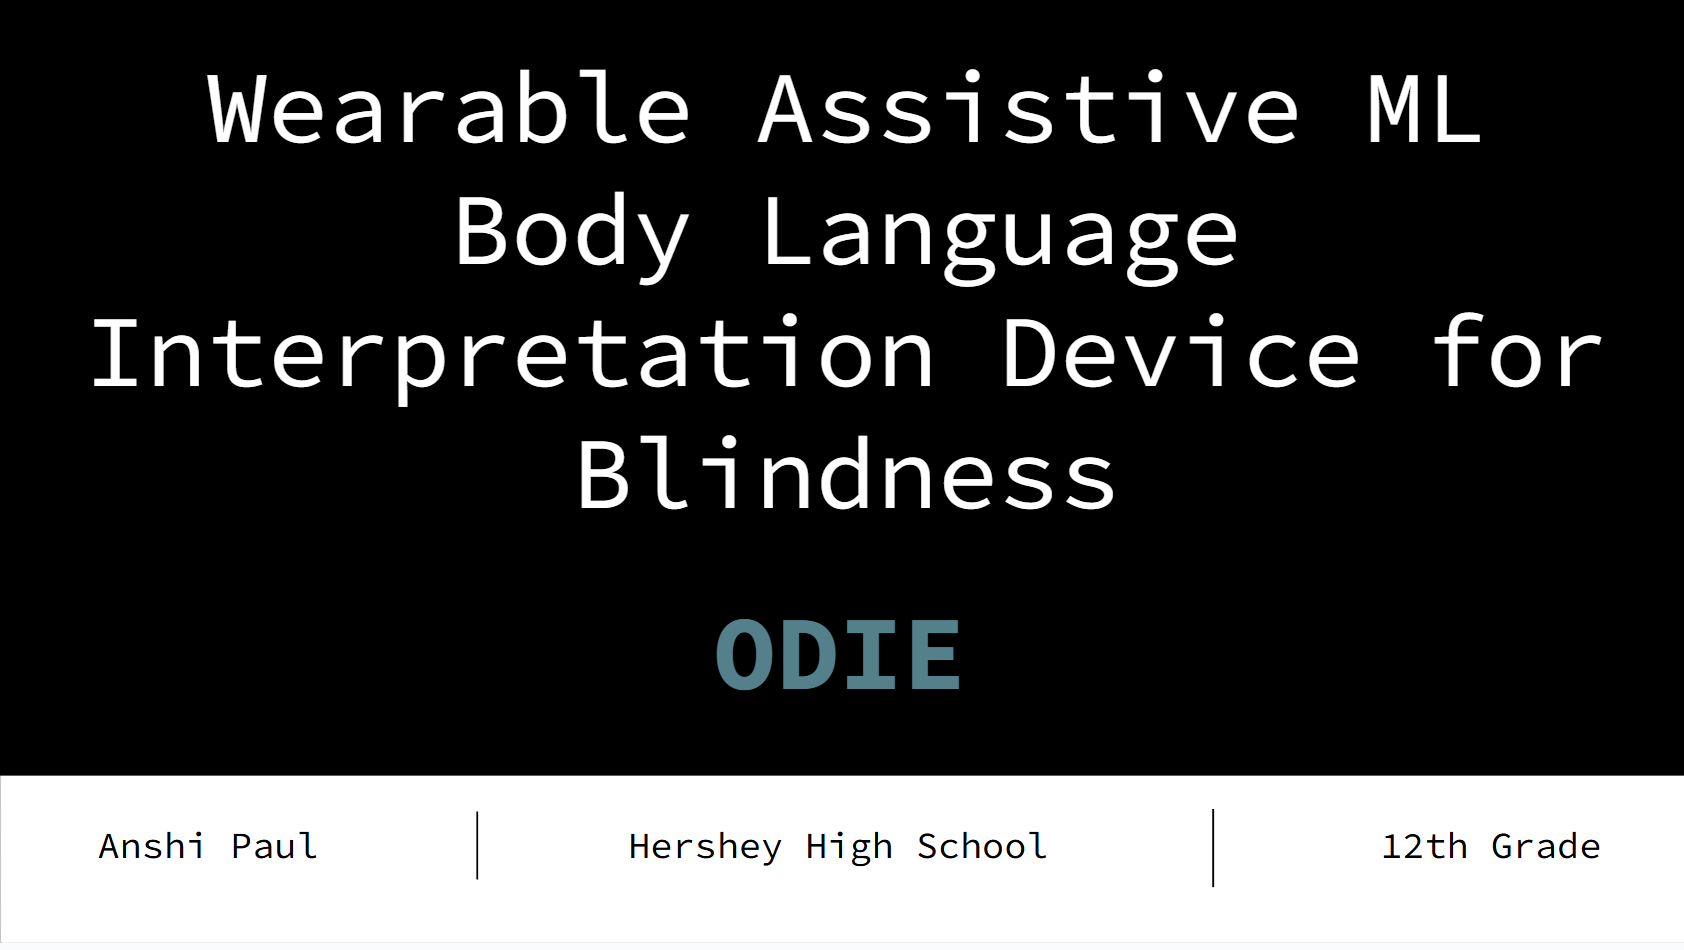 Wearable Assistive ML
Body Language
Interpretation Device for
Blindness
ODIE
Anshi Paul
Hershey High School
12th Grade